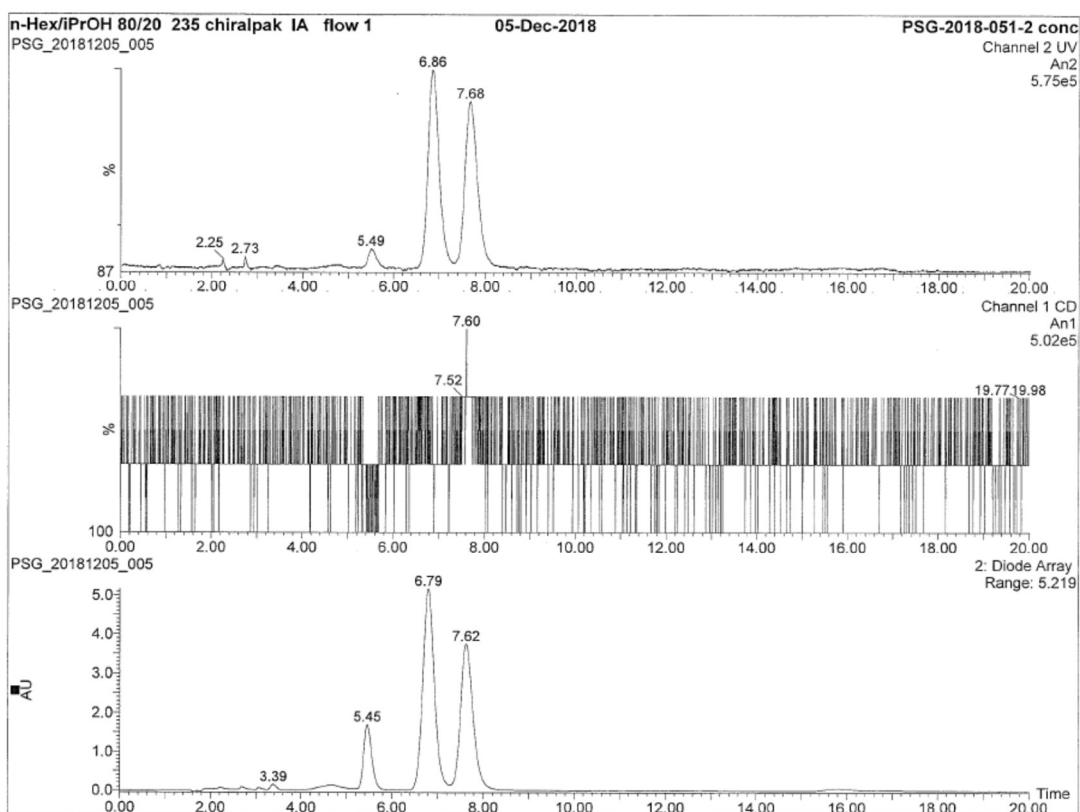 n-Hex/iPrOH 80/20 235 chiralpak IA flow 1 05-Dec-2018 PSG-2018-051-2 conc
PSG_20181205_005 Channel 2 UV
An2
5.75e5
6.86
7.68
%
2.25
2.73
5.49
87
0.00 2.00 4.00 6.00 8.00 10.00 12.00 14.00 16.00 18.00 20.00
PSG_20181205_005 Channel 1 CD
An1
5.02e5
7.60
7.52
19.77 19.98
%
100
0.00 2.00 4.00 6.00 8.00 10.00 12.00 14.00 16.00 18.00 20.00
PSG_20181205_005 2: Diode Array
Range: 5.219
6.79
5.0
4.0
7.62
3.0
AU
2.0
5.45
1.0
3.39
0.0
0.00 2.00 4.00 6.00 8.00 10.00 12.00 14.00 16.00 18.00 20.00 Time